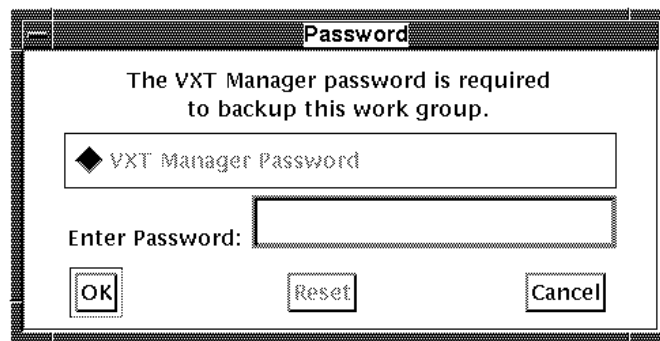 Password
The VXT Manager password is required
to backup this work group.
VXT Manager Password
Enter Password:
OK Reset Cancel